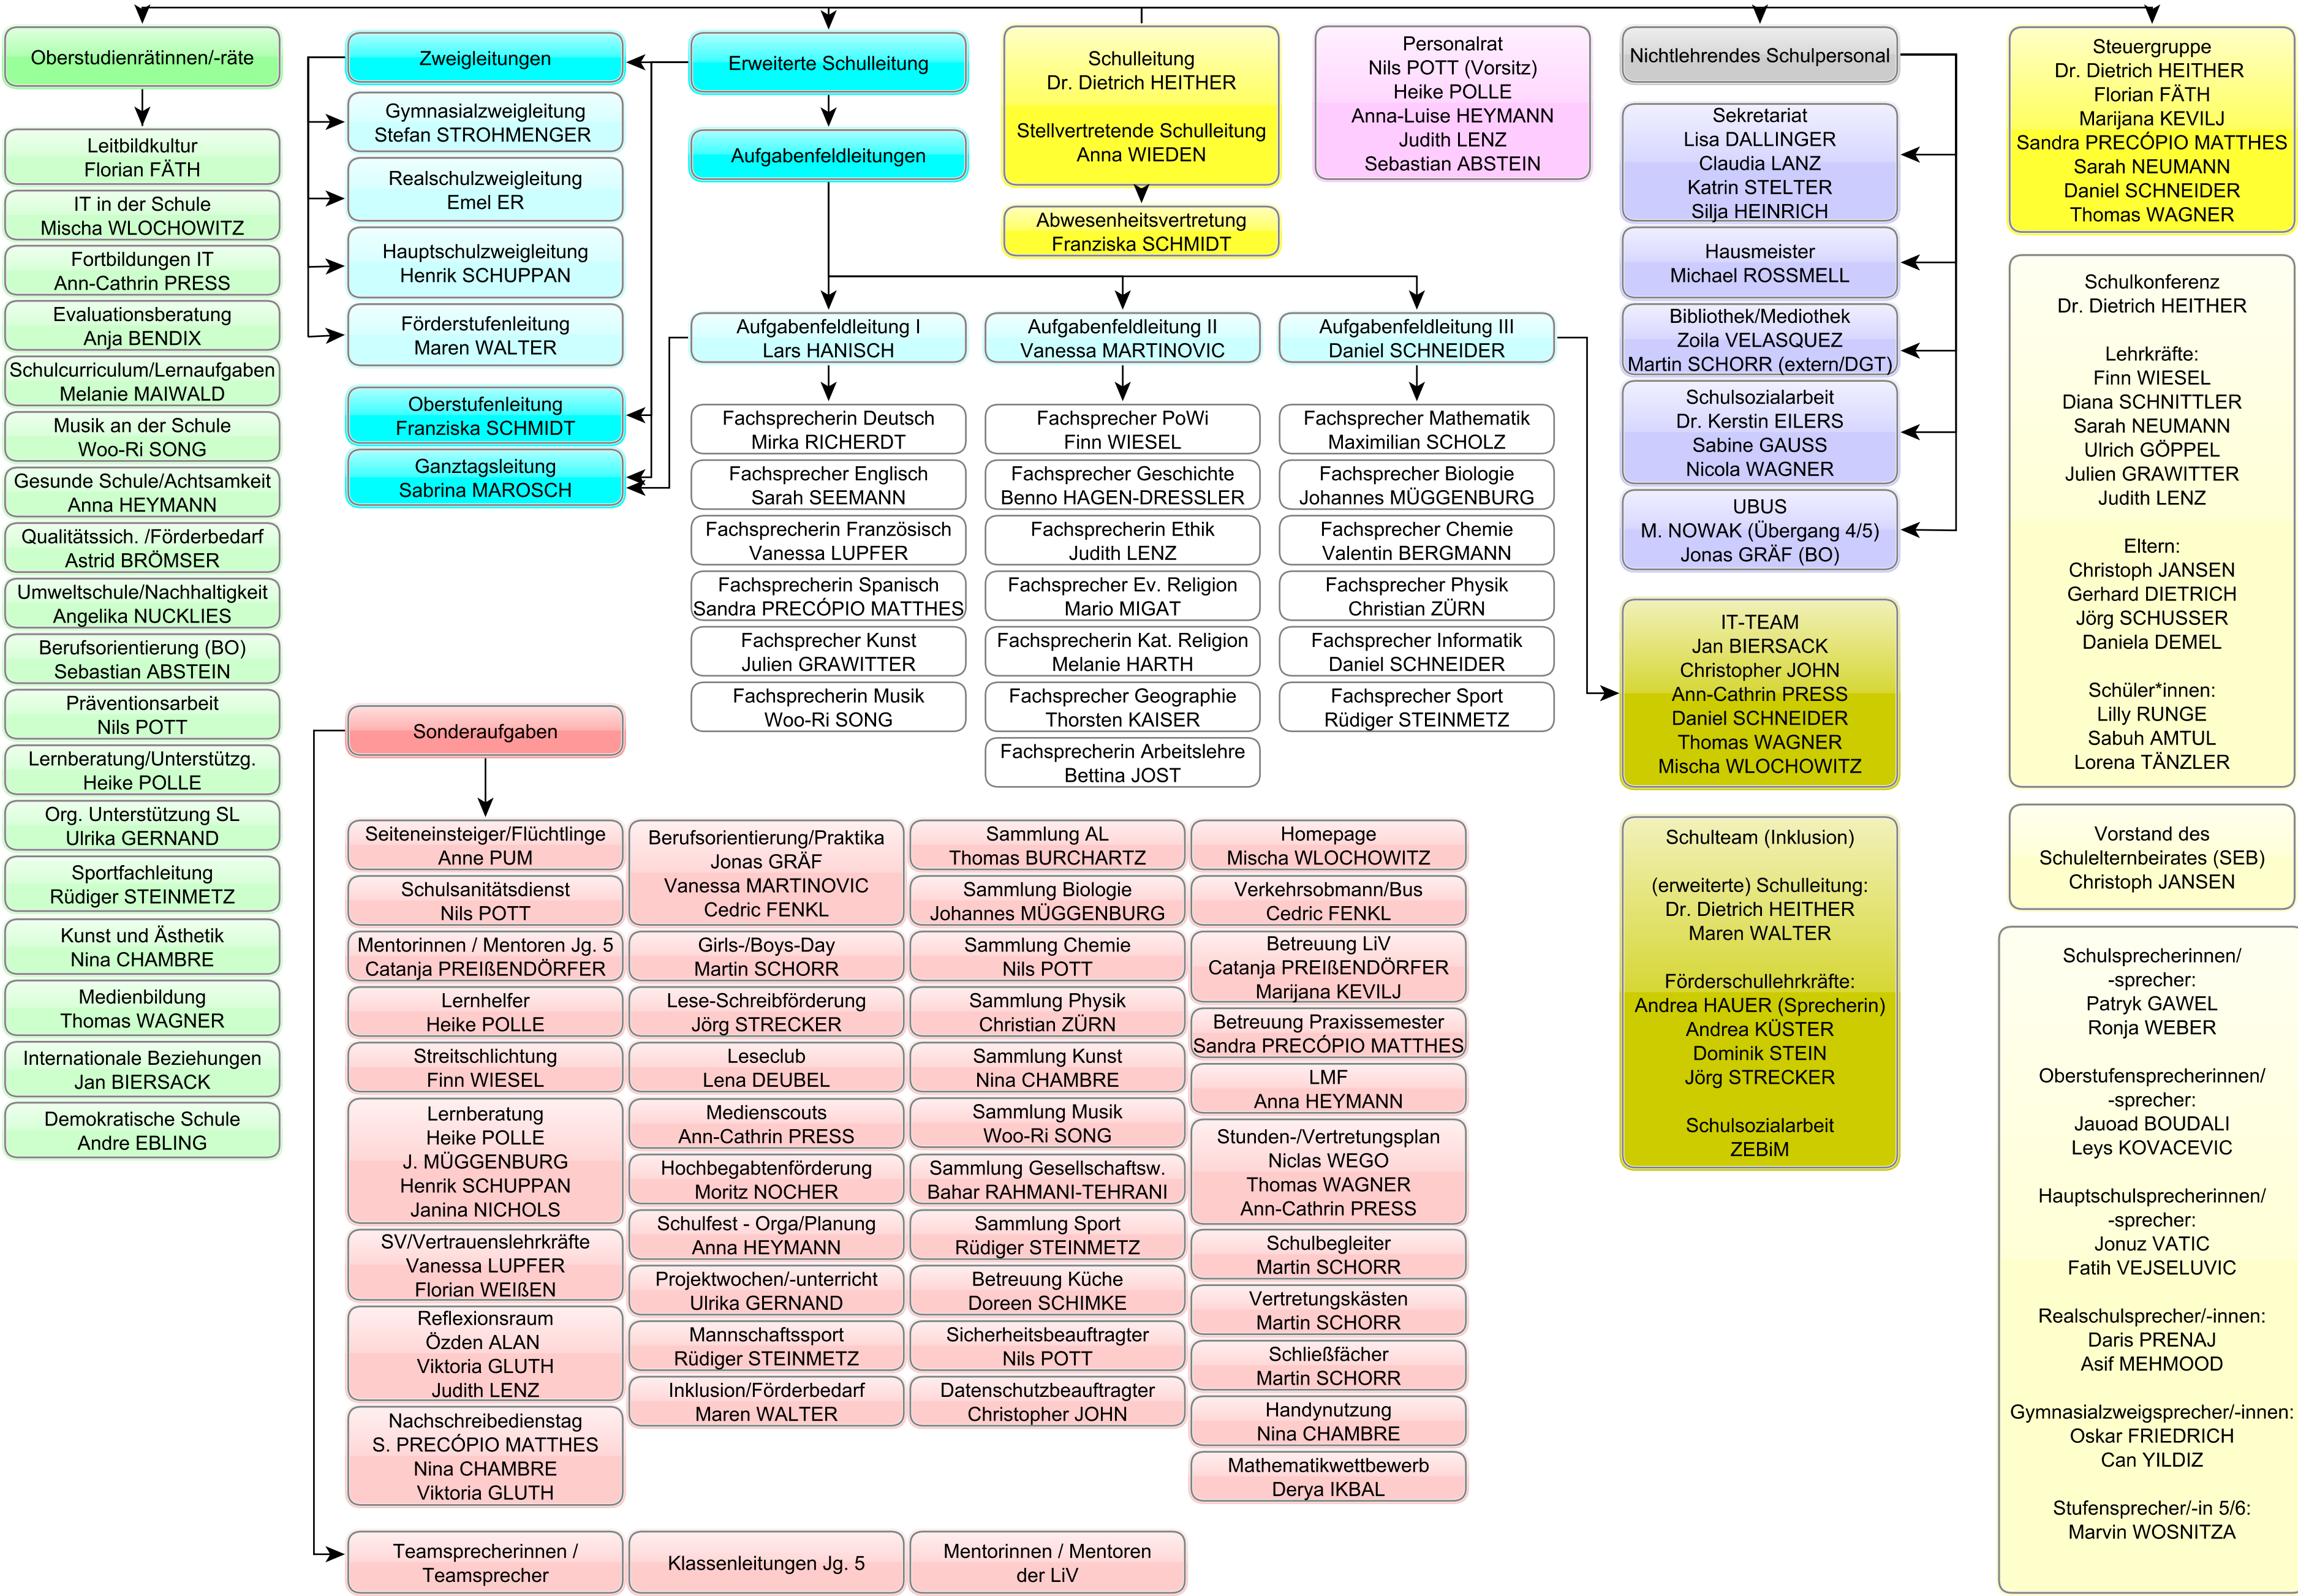 Oberstudienrätinnen/-räte
Leitbildkultur
Florian FÄTH
IT in der Schule
Mischa WLOCHOWITZ
Fortbildungen IT
Ann-Cathrin PRESS
Evaluationsberatung
Anja BENDIX
Schulcurriculum/Lernaufgaben
Melanie MAIWALD
Musik an der Schule
Woo-Ri SONG
Gesunde Schule/Achtsamkeit
Anna HEYMANN
Qualitätssich. /Förderbedarf
Astrid BRÖMSER
Umweltschule/Nachhaltigkeit
Angelika NUCKLIES
Berufsorientierung (BO)
Sebastian ABSTEIN
Präventionsarbeit
Nils POTT
Lernberatung/Unterstützg.
Heike POLLE
Org. Unterstützung SL
Ulrika GERNAND
Sportfachleitung
Rüdiger STEINMETZ
Kunst und Ästhetik
Nina CHAMBRE
Medienbildung
Thomas WAGNER
Internationale Beziehungen
Jan BIERSACK
Demokratische Schule
Andre EBLING
Zweigleitungen
Gymnasialzweigleitung
Stefan STROHMENGER
Realschulzweigleitung
Emel ER
Hauptschulzweigleitung
Henrik SCHUPPAN
Förderstufenleitung
Maren WALTER
Oberstufenleitung
Franziska SCHMIDT
Ganztagsleitung
Sabrina MAROSCH
Erweiterte Schulleitung
Aufgabenfeldleitungen
Schulleitung
Dr. Dietrich HEITHER
Stellvertretende Schulleitung
Anna WIEDEN
Abwesenheitsvertretung
Franziska SCHMIDT
Personalrat
Nils POTT (Vorsitz)
Heike POLLE
Anna-Luise HEYMANN
Judith LENZ
Sebastian ABSTEIN
Aufgabenfeldleitung I
Lars HANISCH
Fachsprecherin Deutsch
Mirka RICHERDT
Fachsprecher Englisch
Sarah SEEMANN
Fachsprecherin Französisch
Vanessa LUPFER
Fachsprecherin Spanisch
Sandra PRECÓPIO MATTHES
Fachsprecher Kunst
Julien GRAWITTER
Fachsprecherin Musik
Woo-Ri SONG
Aufgabenfeldleitung II
Vanessa MARTINOVIC
Fachsprecher PoWi
Finn WIESEL
Fachsprecher Geschichte
Benno HAGEN-DRESSLER
Fachsprecherin Ethik
Judith LENZ
Fachsprecher Ev. Religion
Mario MIGAT
Fachsprecherin Kat. Religion
Melanie HARTH
Fachsprecher Geographie
Thorsten KAISER
Fachsprecherin Arbeitslehre
Bettina JOST
Aufgabenfeldleitung III
Daniel SCHNEIDER
Fachsprecher Mathematik
Maximilian SCHOLZ
Fachsprecher Biologie
Johannes MÜGGENBURG
Fachsprecher Chemie
Valentin BERGMANN
Fachsprecher Physik
Christian ZÜRN
Fachsprecher Informatik
Daniel SCHNEIDER
Fachsprecher Sport
Rüdiger STEINMETZ
Nichtlehrendes Schulpersonal
Sekretariat
Lisa DALLINGER
Claudia LANZ
Katrin STELTER
Silja HEINRICH
Hausmeister
Michael ROSSMELL
Bibliothek/Mediothek
Zoila VELASQUEZ
Martin SCHORR (extern/DGT)
Schulsozialarbeit
Dr. Kerstin EILERS
Sabine GAUSS
Nicola WAGNER
UBUS
M. NOWAK (Übergang 4/5)
Jonas GRÄF (BO)
IT-TEAM
Jan BIERSACK
Christopher JOHN
Ann-Cathrin PRESS
Daniel SCHNEIDER
Thomas WAGNER
Mischa WLOCHOWITZ
Schulteam (Inklusion)
(erweiterte) Schulleitung:
Dr. Dietrich HEITHER
Maren WALTER
Förderschullehrkräfte:
Andrea HAUER (Sprecherin)
Andrea KÜSTER
Dominik STEIN
Jörg STRECKER
Schulsozialarbeit
ZEBiM
Steuergruppe
Dr. Dietrich HEITHER
Florian FÄTH
Marijana KEVILJ
Sandra PRECÓPIO MATTHES
Sarah NEUMANN
Daniel SCHNEIDER
Thomas WAGNER
Schulkonferenz
Dr. Dietrich HEITHER
Lehrkräfte:
Finn WIESEL
Diana SCHNITTLER
Sarah NEUMANN
Ulrich GÖPPEL
Julien GRAWITTER
Judith LENZ
Eltern:
Christoph JANSEN
Gerhard DIETRICH
Jörg SCHUSSER
Daniela DEMEL
Schüler*innen:
Lilly RUNGE
Sabuh AMTUL
Lorena TÄNZLER
Vorstand des
Schulelternbeirates (SEB)
Christoph JANSEN
Schulsprecherinnen/
-sprecher:
Patryk GAWEL
Ronja WEBER
Oberstufensprecherinnen/
-sprecher:
Jauoad BOUDALI
Leys KOVACEVIC
Hauptschulsprecherinnen/
-sprecher:
Jonuz VATIC
Fatih VEJSELUVIC
Realschulsprecher/-innen:
Daris PRENAJ
Asif MEHMOOD
Gymnasialzweigsprecher/-innen:
Oskar FRIEDRICH
Can YILDIZ
Stufensprecher/-in 5/6:
Marvin WOSNITZA
Sonderaufgaben
Seiteneinsteiger/Flüchtlinge
Anne PUM
Schulsanitätsdienst
Nils POTT
Mentorinnen / Mentoren Jg. 5
Catanja PREIßENDÖRFER
Lernhelfer
Heike POLLE
Streitschlichtung
Finn WIESEL
Lernberatung
Heike POLLE
J. MÜGGENBURG
Henrik SCHUPPAN
Janina NICHOLS
SV/Vertrauenslehrkräfte
Vanessa LUPFER
Florian WEIßEN
Reflexionsraum
Özden ALAN
Viktoria GLUTH
Judith LENZ
Nachschreibedienstag
S. PRECÓPIO MATTHES
Nina CHAMBRE
Viktoria GLUTH
Berufsorientierung/Praktika
Jonas GRÄF
Vanessa MARTINOVIC
Cedric FENKL
Girls-/Boys-Day
Martin SCHORR
Lese-Schreibförderung
Jörg STRECKER
Leseclub
Lena DEUBEL
Medienscouts
Ann-Cathrin PRESS
Hochbegabtenförderung
Moritz NOCHER
Schulfest - Orga/Planung
Anna HEYMANN
Projektwochen/-unterricht
Ulrika GERNAND
Mannschaftssport
Rüdiger STEINMETZ
Inklusion/Förderbedarf
Maren WALTER
Sammlung AL
Thomas BURCHARTZ
Sammlung Biologie
Johannes MÜGGENBURG
Sammlung Chemie
Nils POTT
Sammlung Physik
Christian ZÜRN
Sammlung Kunst
Nina CHAMBRE
Sammlung Musik
Woo-Ri SONG
Sammlung Gesellschaftsw.
Bahar RAHMANI-TEHRANI
Sammlung Sport
Rüdiger STEINMETZ
Betreuung Küche
Doreen SCHIMKE
Sicherheitsbeauftragter
Nils POTT
Datenschutzbeauftragter
Christopher JOHN
Homepage
Mischa WLOCHOWITZ
Verkehrsobmann/Bus
Cedric FENKL
Betreuung LiV
Catanja PREIßENDÖRFER
Marijana KEVILJ
Betreuung Praxissemester
Sandra PRECÓPIO MATTHES
LMF
Anna HEYMANN
Stunden-/Vertretungsplan
Niclas WEGO
Thomas WAGNER
Ann-Cathrin PRESS
Schulbegleiter
Martin SCHORR
Vertretungskästen
Martin SCHORR
Schließfächer
Martin SCHORR
Handynutzung
Nina CHAMBRE
Mathematikwettbewerb
Derya IKBAL
Teamsprecherinnen /
Teamsprecher
Klassenleitungen Jg. 5
Mentorinnen / Mentoren
der LiV